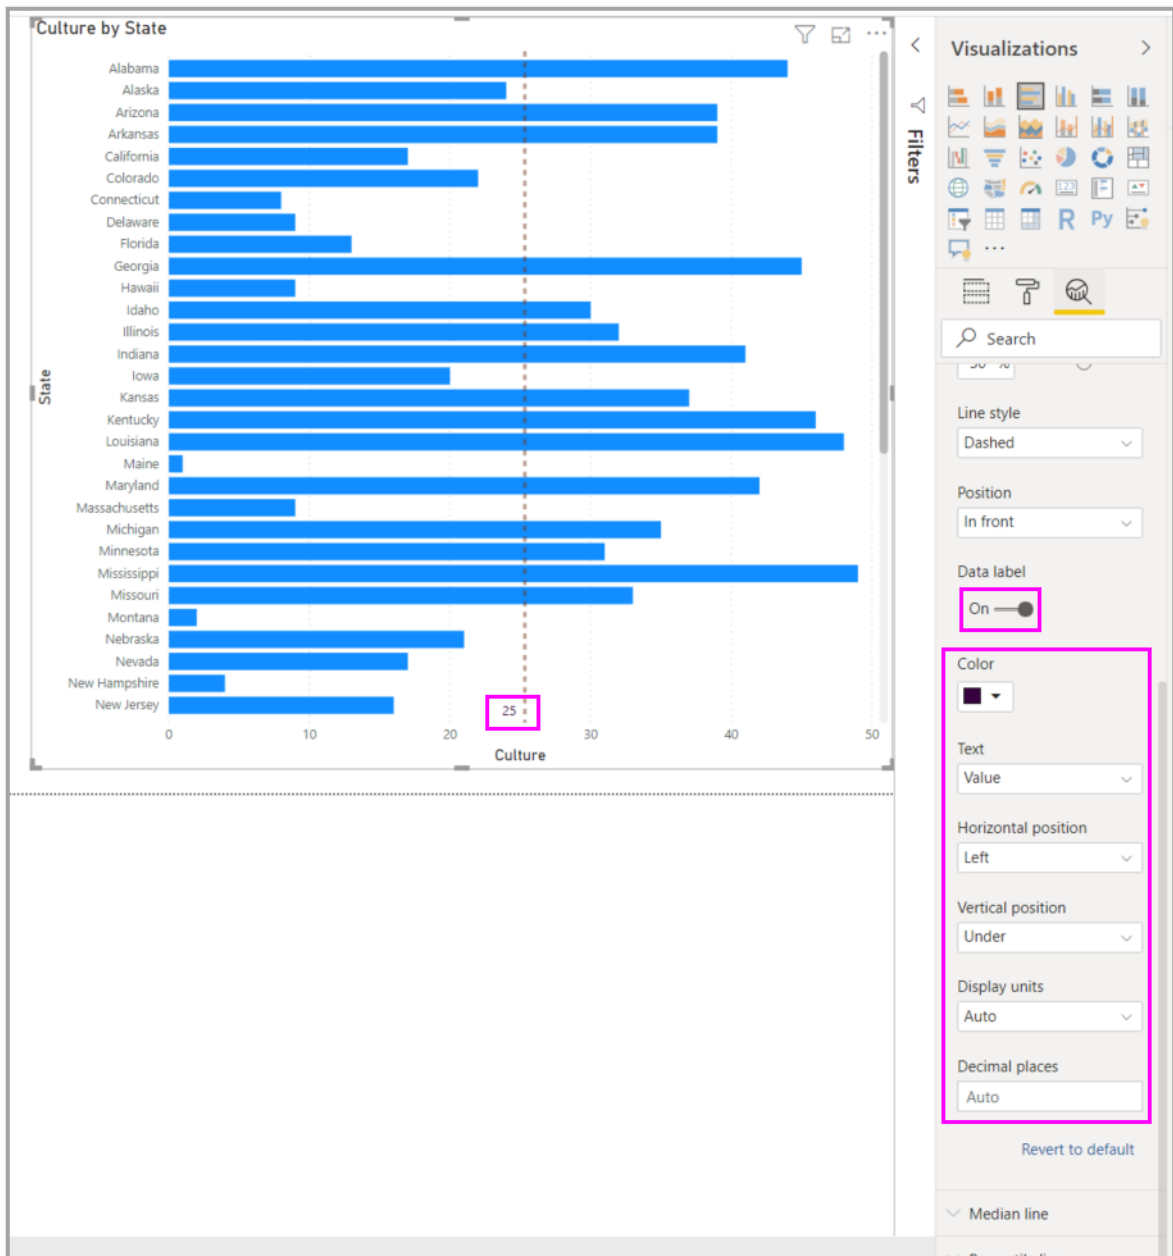 Culture by State
Alabama
Alaska
Arizona
Arkansas
California
Colorado
Connecticut
Delaware
Florida
Georgia
Hawaii
Idaho
Illinois
Indiana
Iowa
Kansas
Kentucky
Louisiana
Maine
Maryland
Massachusetts
Michigan
Minnesota
Mississippi
Missouri
Montana
Nebraska
Nevada
New Hampshire
New Jersey
State
25
0 10 20 30 40 50
Culture
Filters
Visualizations
123
R Py
...
Search
Line style
Dashed
Position
In front
Data label
On
Color
Text
Value
Horizontal position
Left
Vertical position
Under
Display units
Auto
Decimal places
Auto
Revert to default
Median line